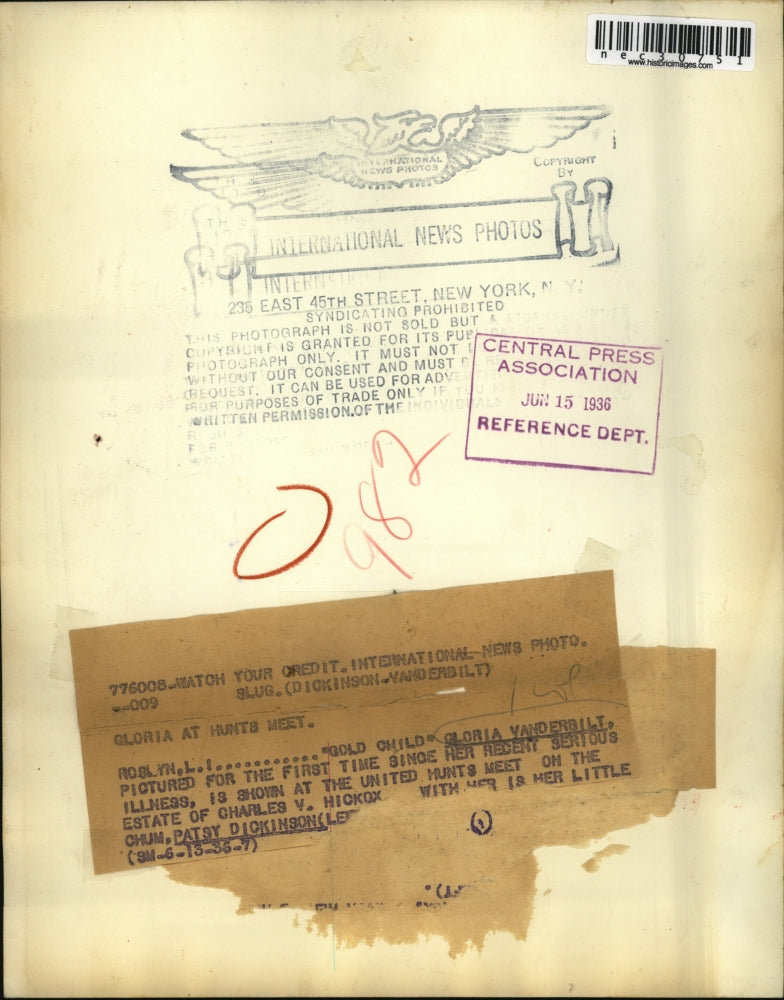 nec30751
www.historicimages.com
INTERNATIONAL
NEWS PHOTOS
COPYRIGHT
BY
INTERNATIONAL NEWS PHOTOS
235 EAST 45TH STREET, NEW YORK, N. Y.
SYNDICATING PROHIBITED
THIS PHOTOGRAPH IS NOT SOLD BUT A
COPYRIGHT IS GRANTED FOR ITS
PHOTOGRAPH ONLY. IT MUST NOT
WITHOUT OUR CONSENT AND MUST
REQUEST. IT CAN BE USED FOR
FOR PURPOSES OF TRADE ONLY IF
WRITTEN PERMISSION.OF THE INDIVIDUALS
CENTRAL PRESS
ASSOCIATION
JUN 15 1936
REFERENCE DEPT.
982
776008-WATCH YOUR CREDIT.INTERNATIONAL NEWS PHOTO.
--009 SLUG.(DICKINSON-VANDERBILT)
GLORIA AT HUNTS MEET.
ROSLYN,L.I............"GOLD CHILD" GLORIA VANDERBILT,
PICTURED FOR THE FIRST TIME SINCE HER RECENT SERIOUS
ILLNESS, IS SHOWN AT THE UNITED HUNTS MEET ON THE
ESTATE OF CHARLES V. HICKOX WITH HER IS HER LITTLE
CHUM,PATSY DICKINSON(LEF
(SM-6-13-36-7)